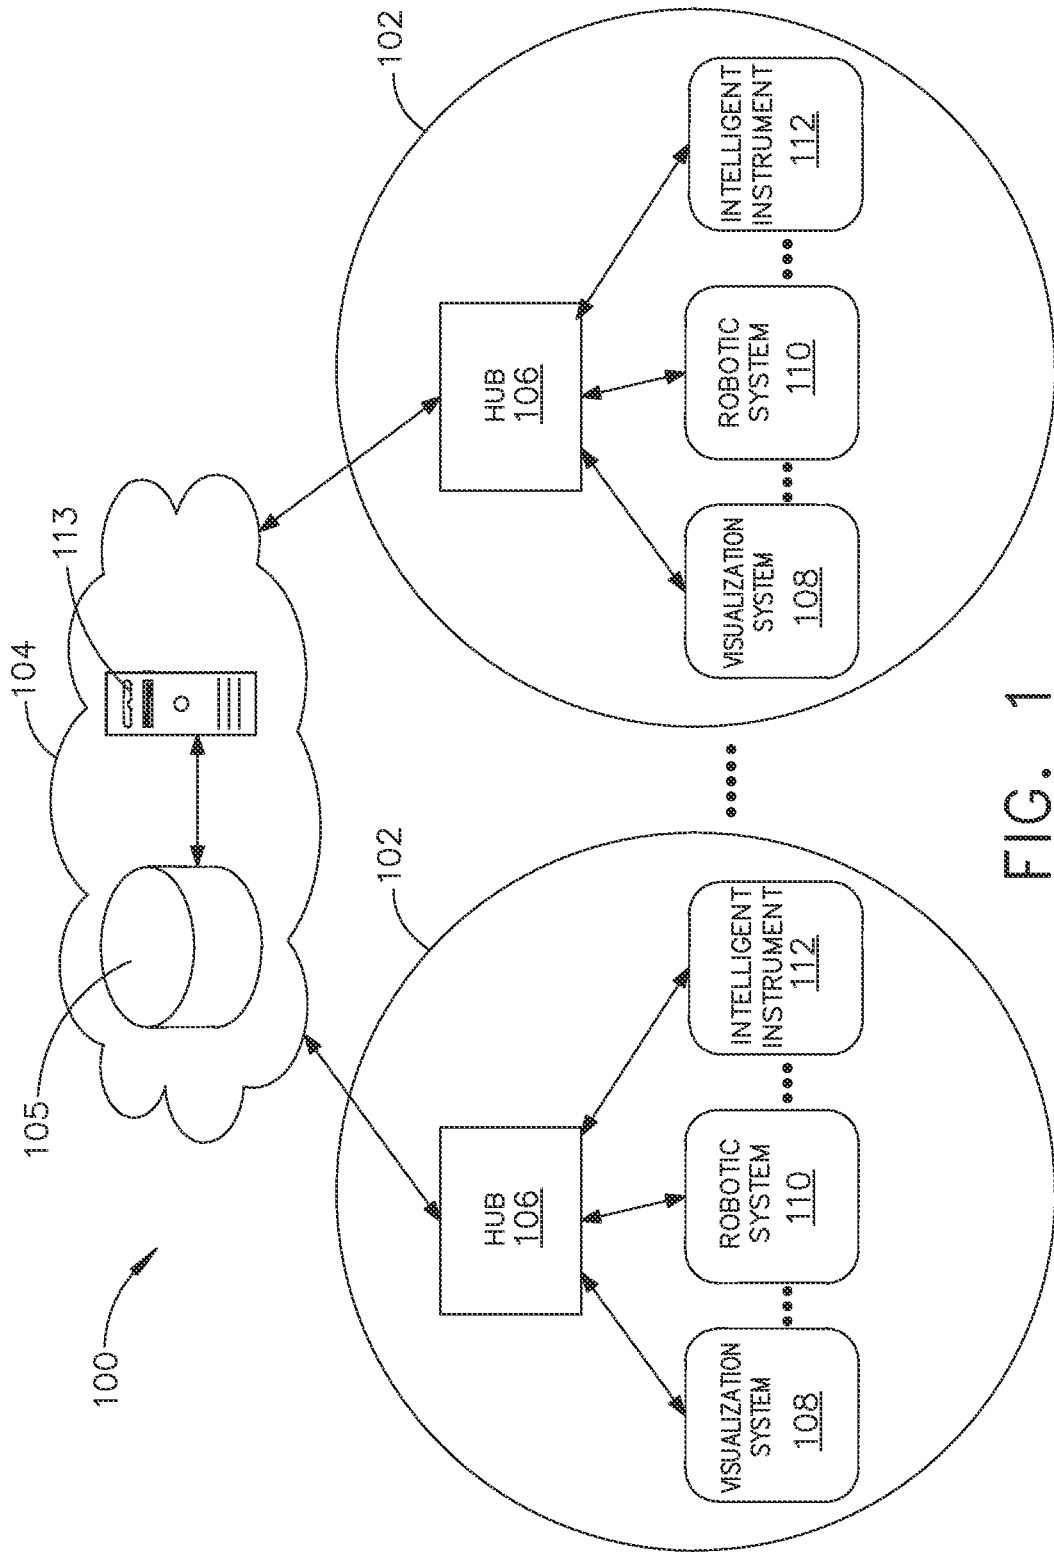 100
105
104
113
102
102
HUB
106
HUB
106
VISUALIZATION
SYSTEM
108
ROBOTIC
SYSTEM
110
INTELLIGENT
INSTRUMENT
112
VISUALIZATION
SYSTEM
108
ROBOTIC
SYSTEM
110
INTELLIGENT
INSTRUMENT
112
FIG. 1